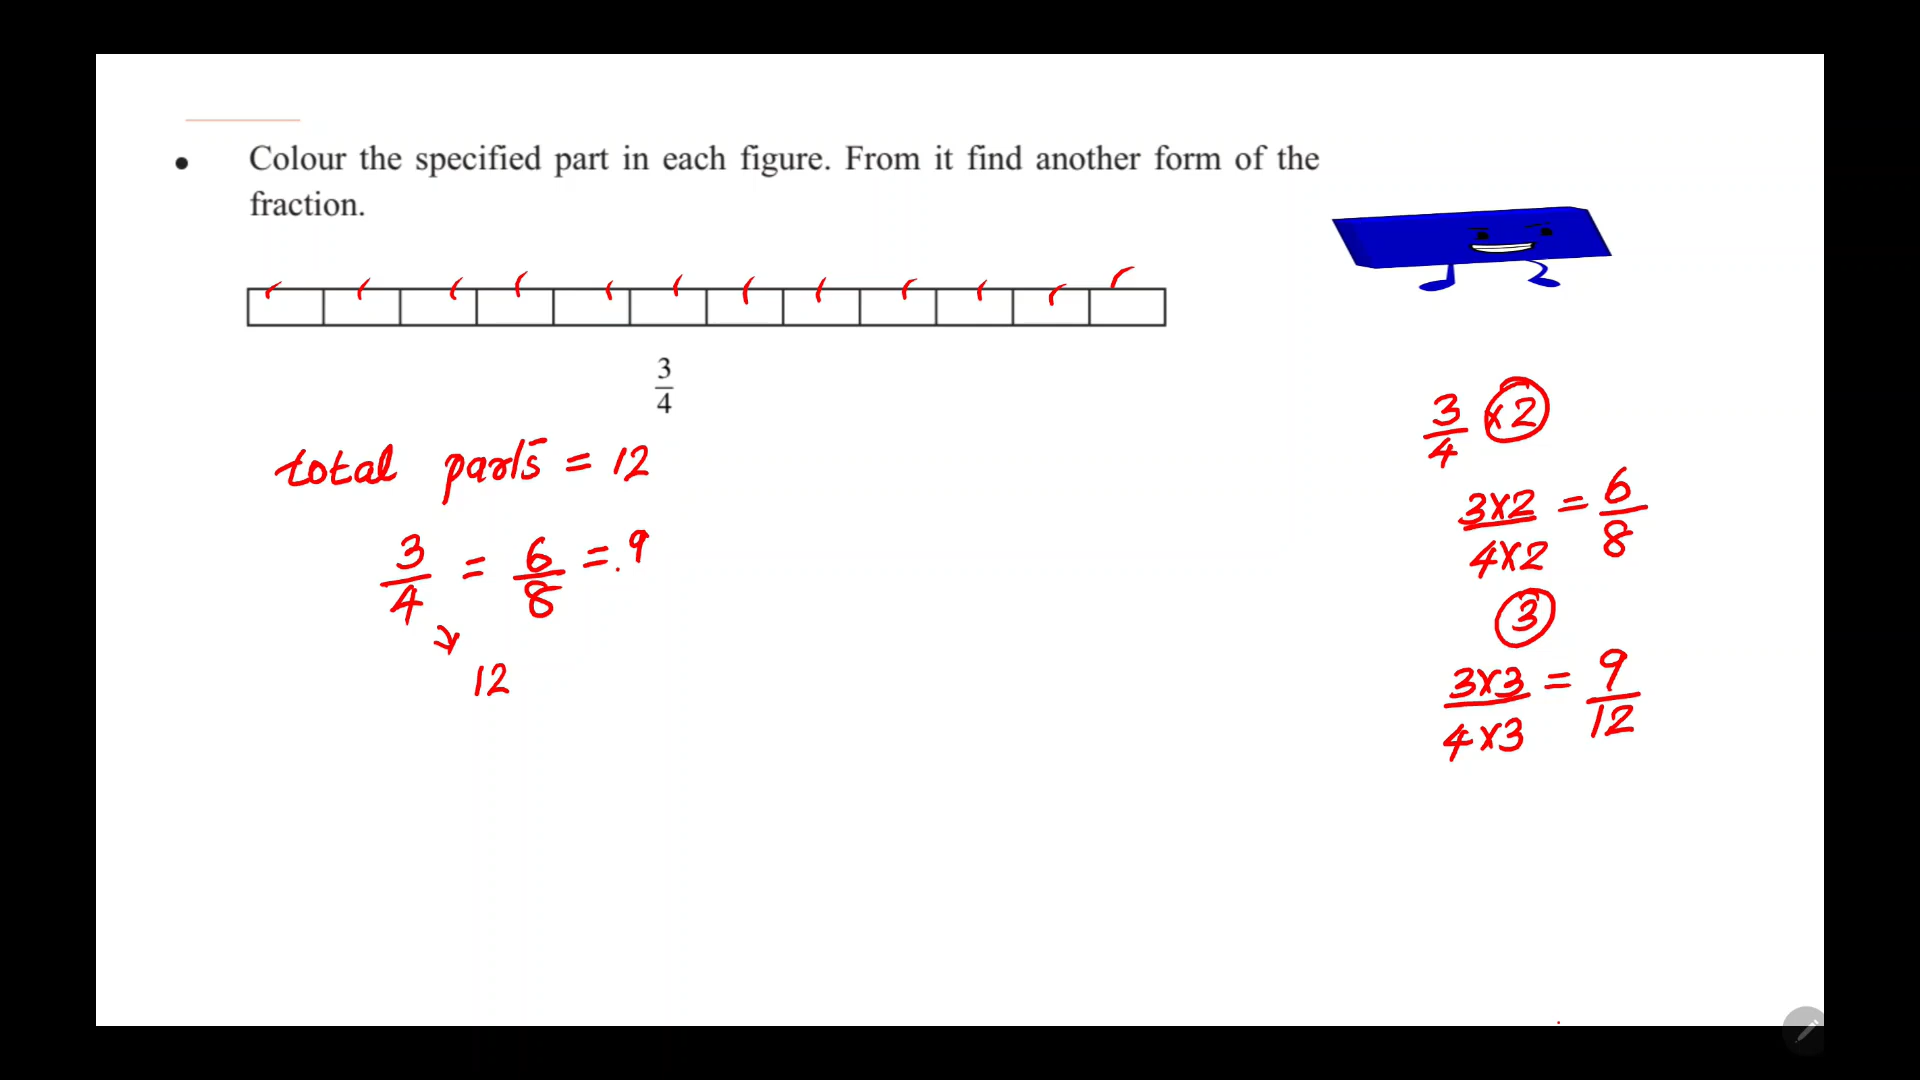 • Colour the specified part in each figure. From it find another form of the
fraction.
3/4
total parts = 12
3/4 = 6/8 = 9
12
3/4 ×2
3×2/4×2 = 6/8
3
3×3/4×3 = 9/12